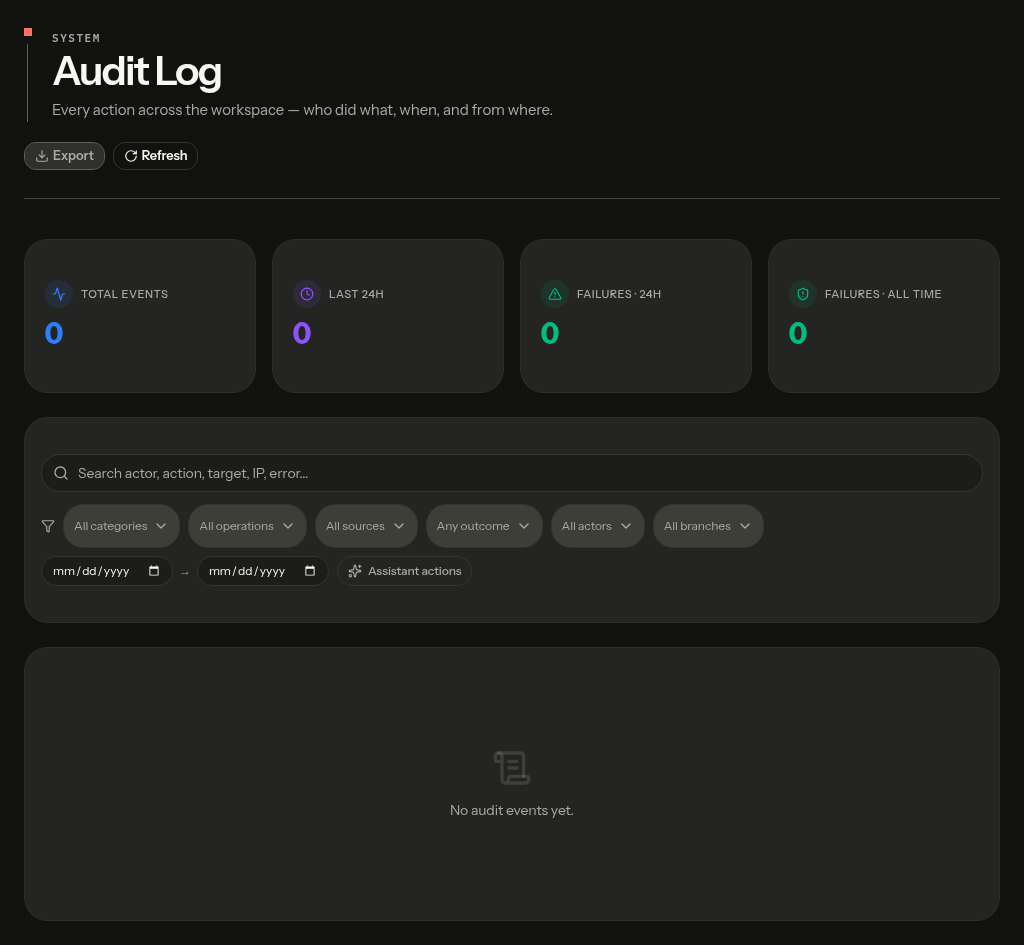 SYSTEM
Audit Log
Every action across the workspace — who did what, when, and from where.
Export Refresh
TOTAL EVENTS LAST 24H FAILURES · 24H FAILURES · ALL TIME
0 0 0 0
Search actor, action, target, IP, error...
All categories All operations All sources Any outcome All actors All branches
mm/dd/yyyy → mm/dd/yyyy Assistant actions
No audit events yet.